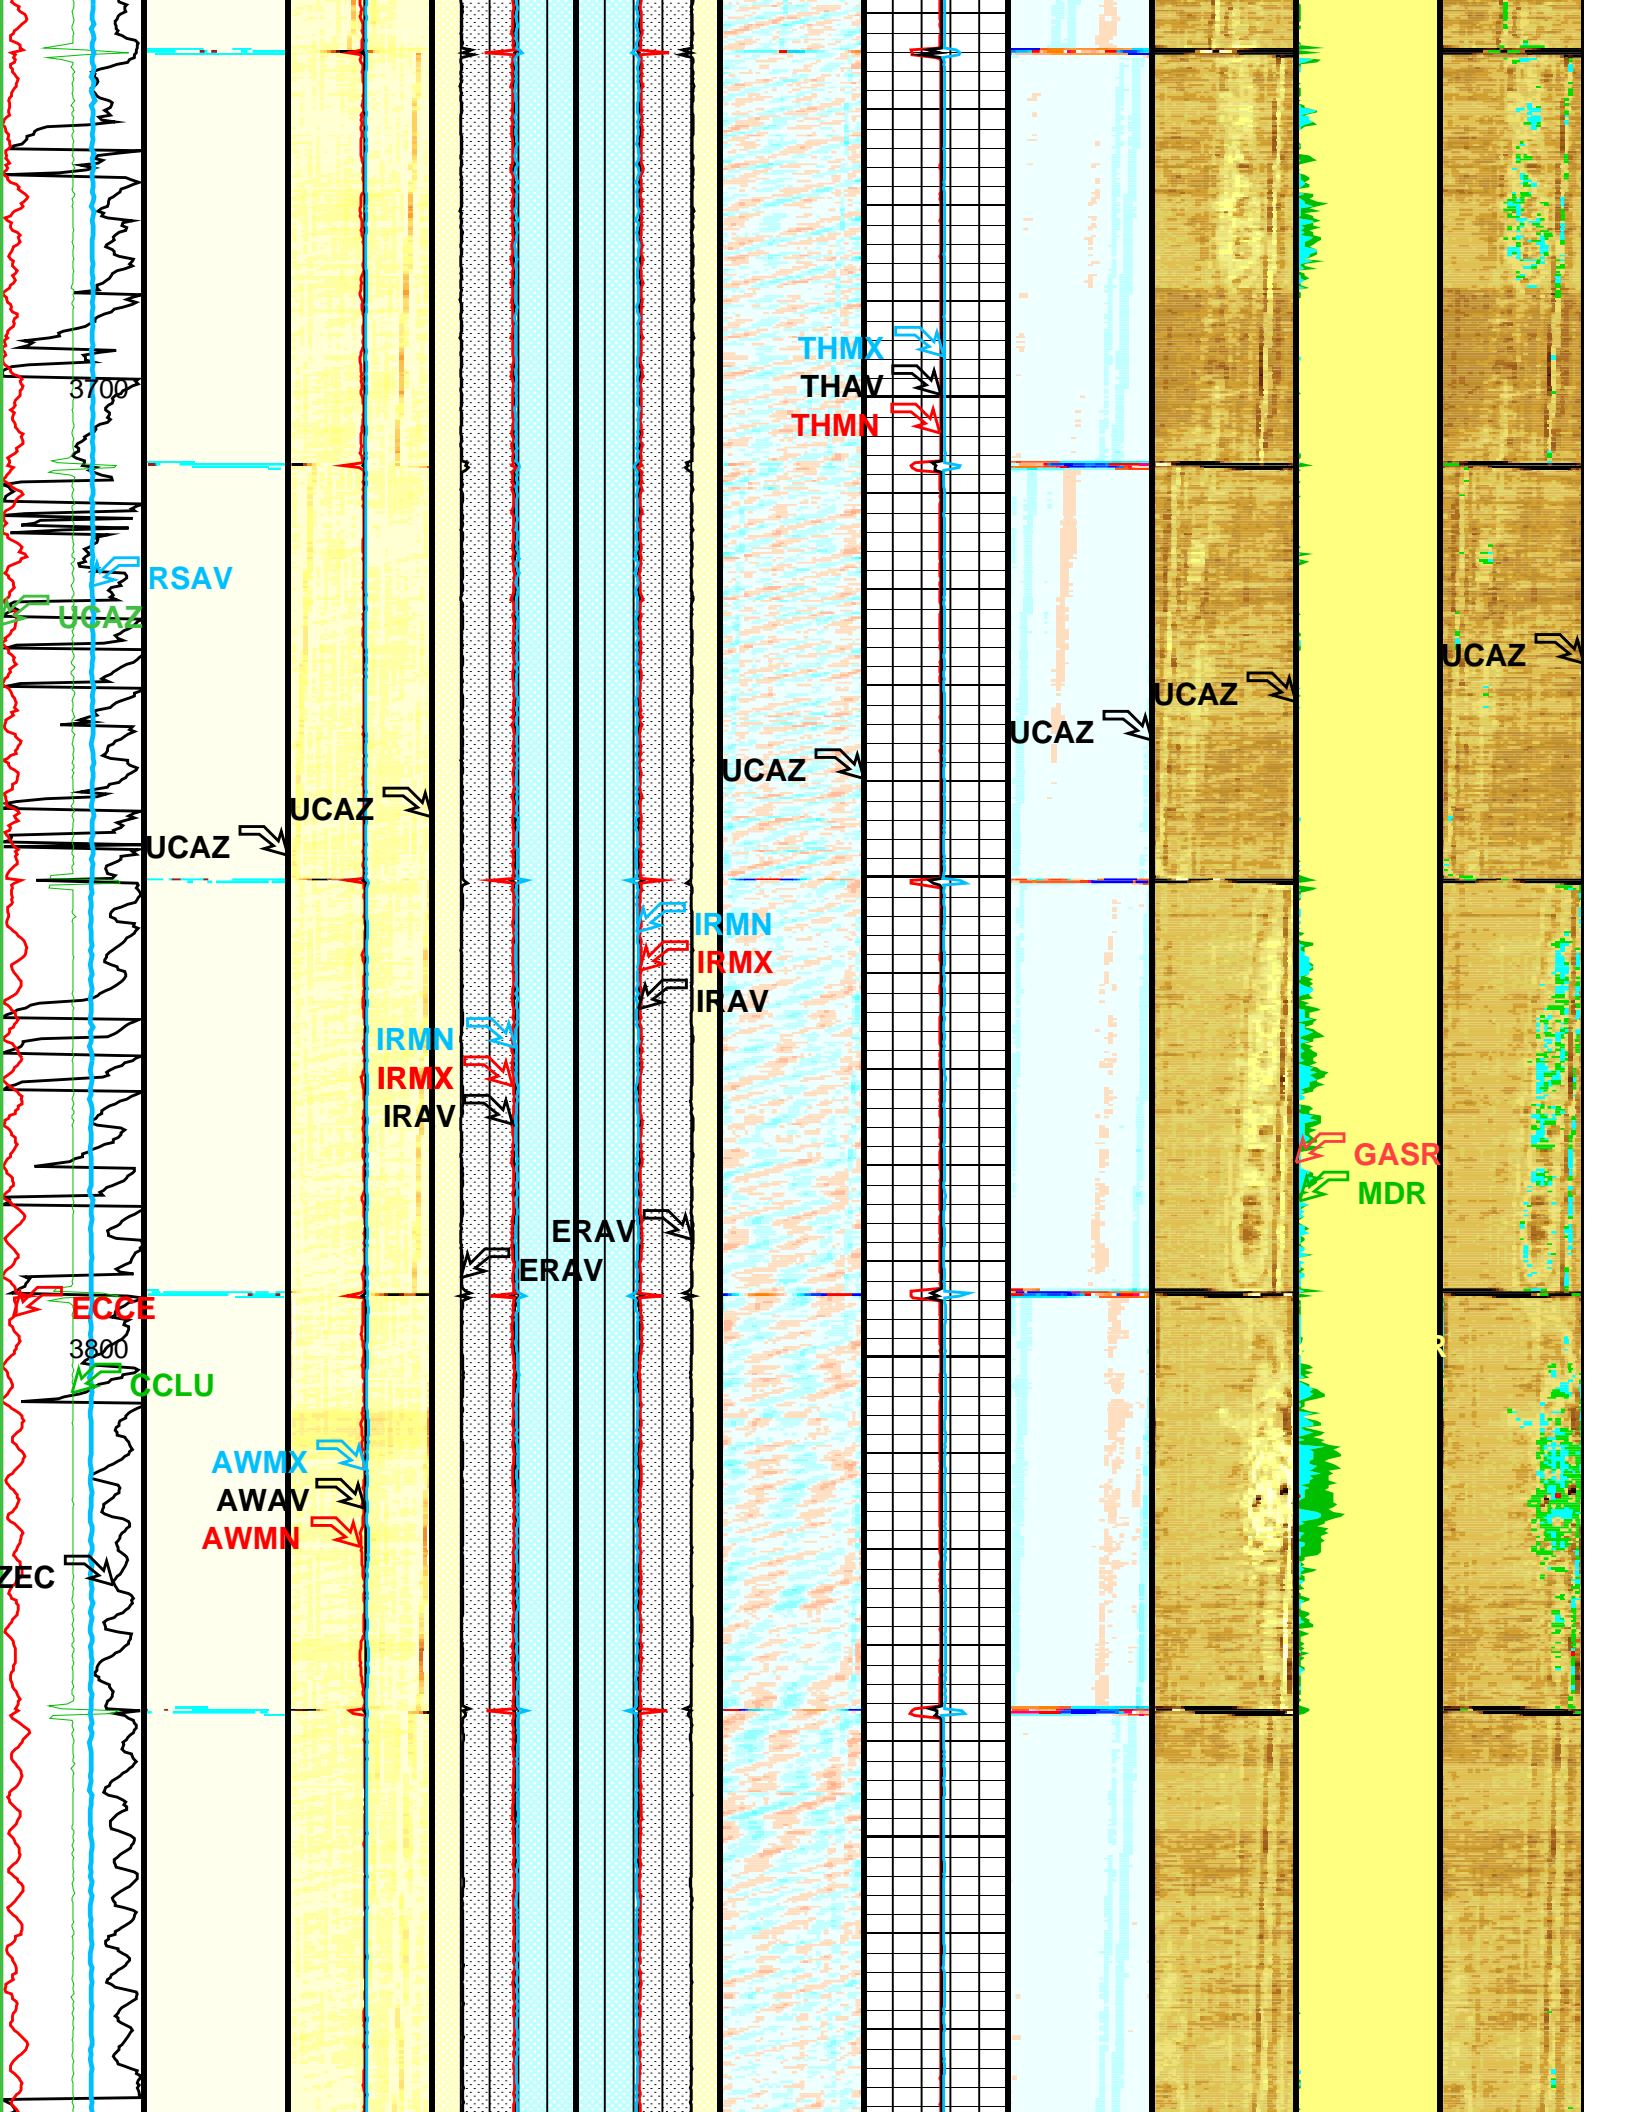 THMX
3700
THAV
THMN
RSAV
UCAZ
UCAZ
UCAZ
UCAZ
UCAZ
UCAZ
UCAZ
IRMN
IRMX
IRAV
IRMN
IRMX
IRAV
GASR
MDR
ERAV
ERAV
ECCE
3800
R
CCLU
AWMX
AWAV
AWMN
ZEC